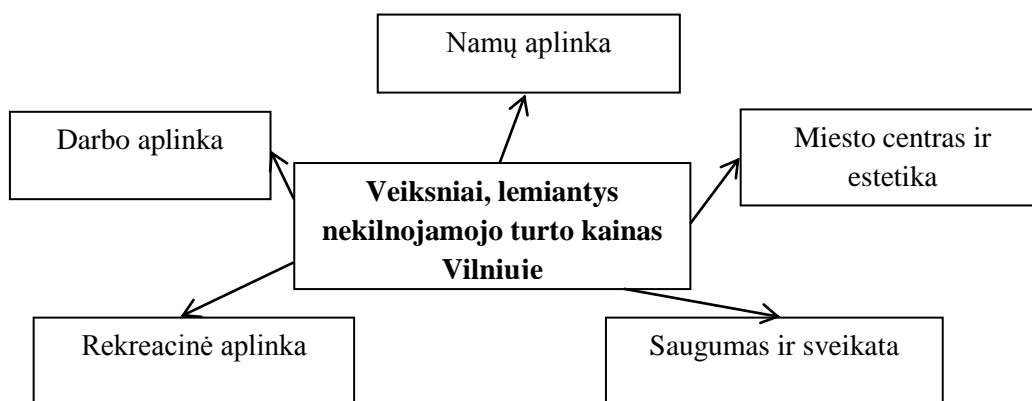 Namų aplinka
Darbo aplinka
Miesto centras ir
estetika
Veiksniai, lemiantys
nekilnojamojo turto kainas
Vilniuje
Rekreacinė aplinka
Saugumas ir sveikata